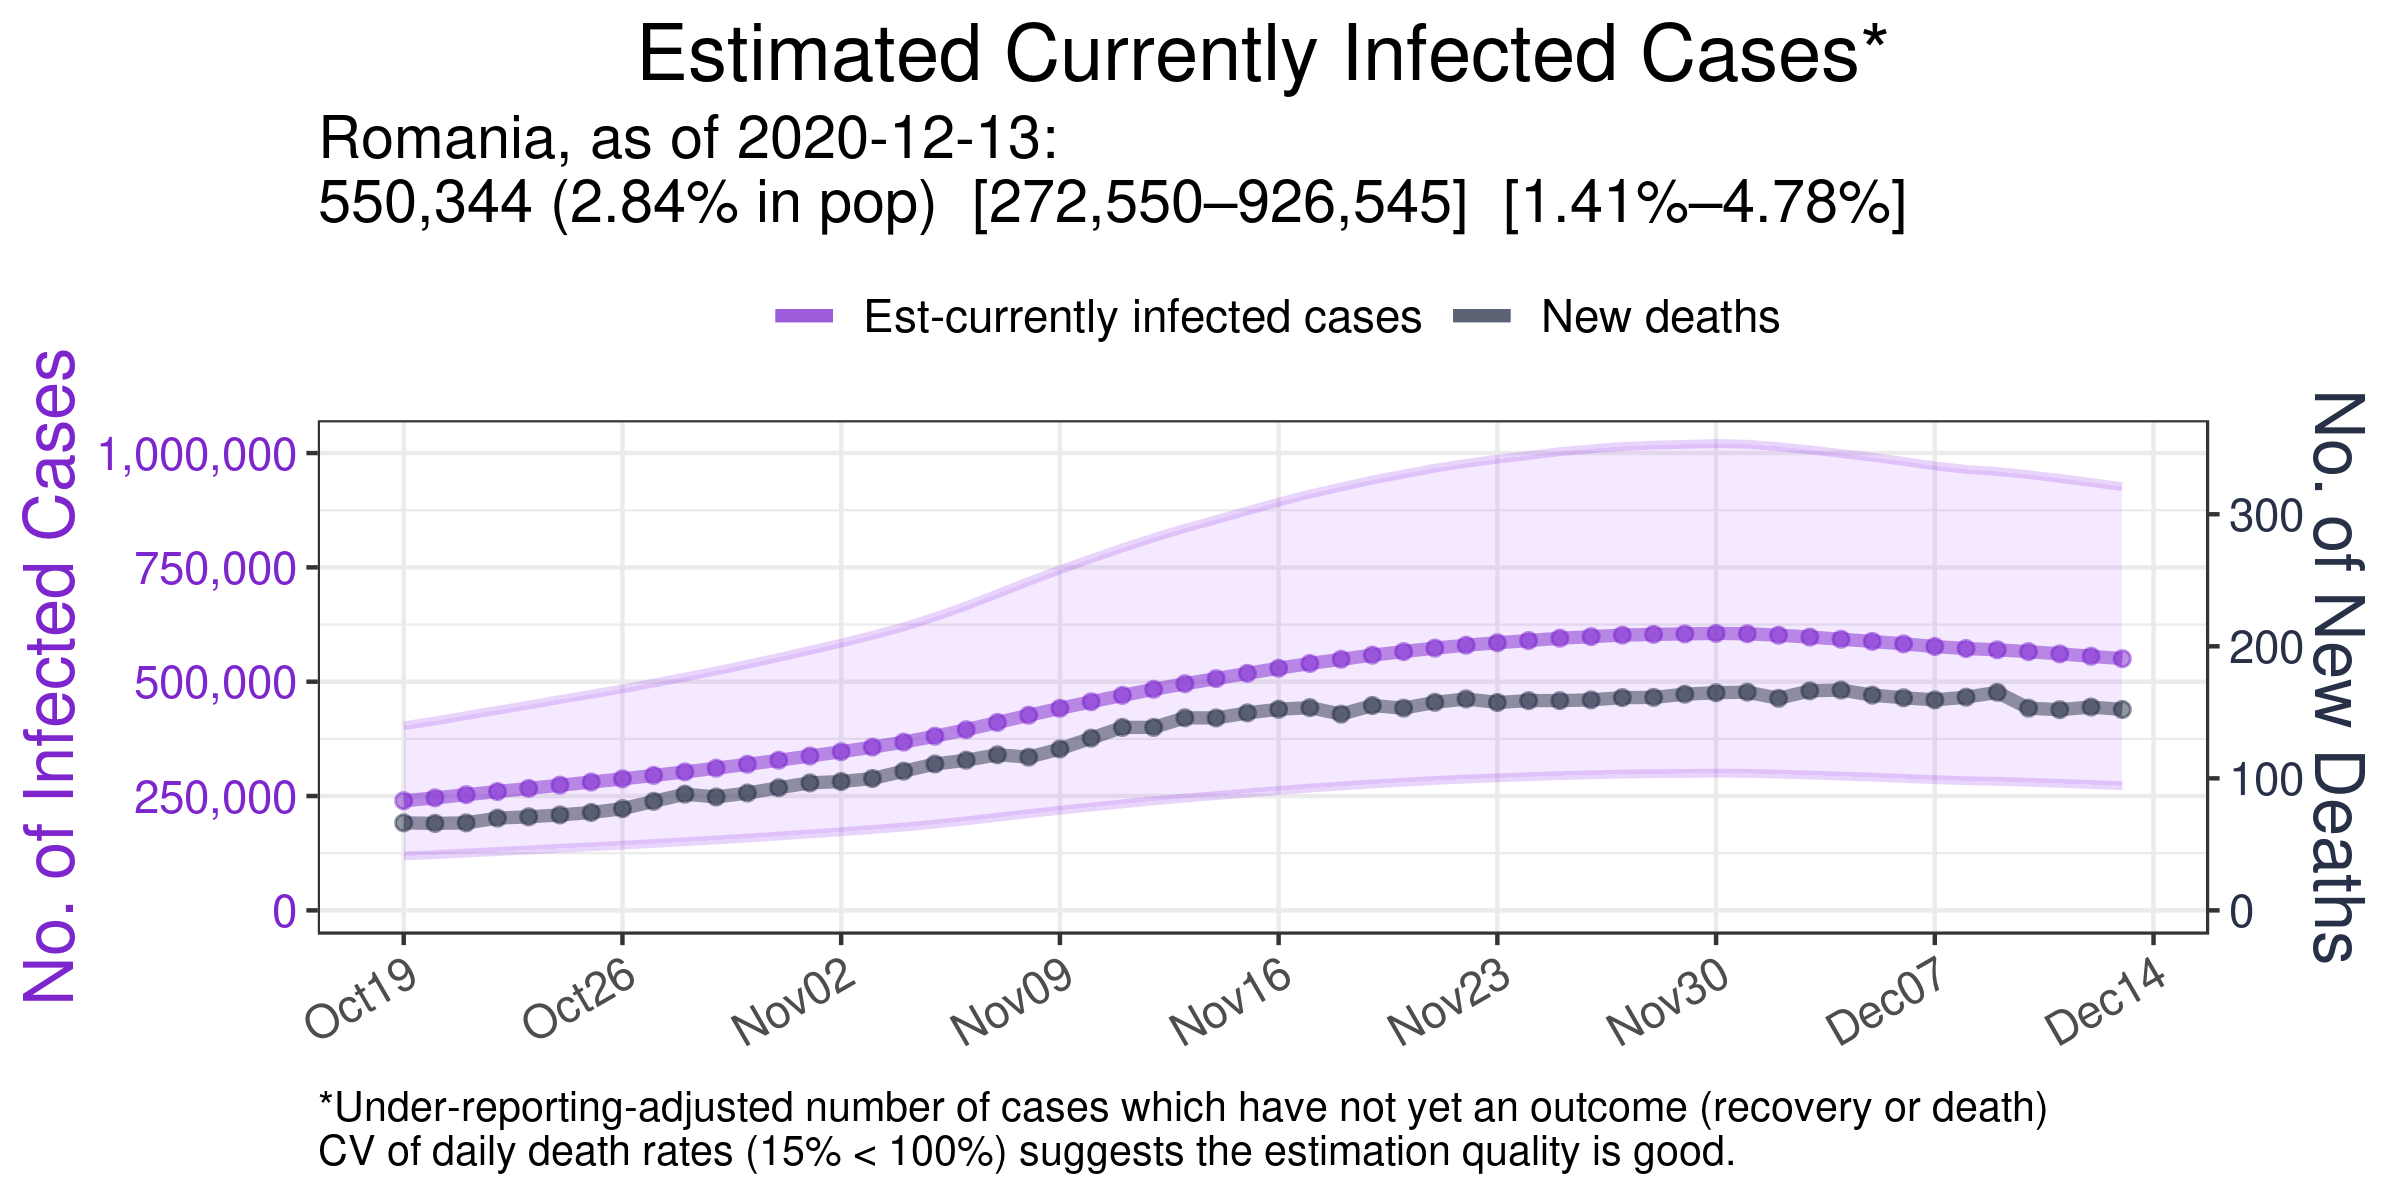 Estimated Currently Infected Cases*
Romania, as of 2020-12-13:
550,344 (2.84% in pop)  [272,550–926,545]  [1.41%–4.78%]
Est-currently infected cases
New deaths
No. of Infected Cases
1,000,000
750,000
500,000
250,000
0
300
200
100
0
No. of New Deaths
Oct19
Oct26
Nov02
Nov09
Nov16
Nov23
Nov30
Dec07
Dec14
*Under-reporting-adjusted number of cases which have not yet an outcome (recovery or death)
CV of daily death rates (15% < 100%) suggests the estimation quality is good.